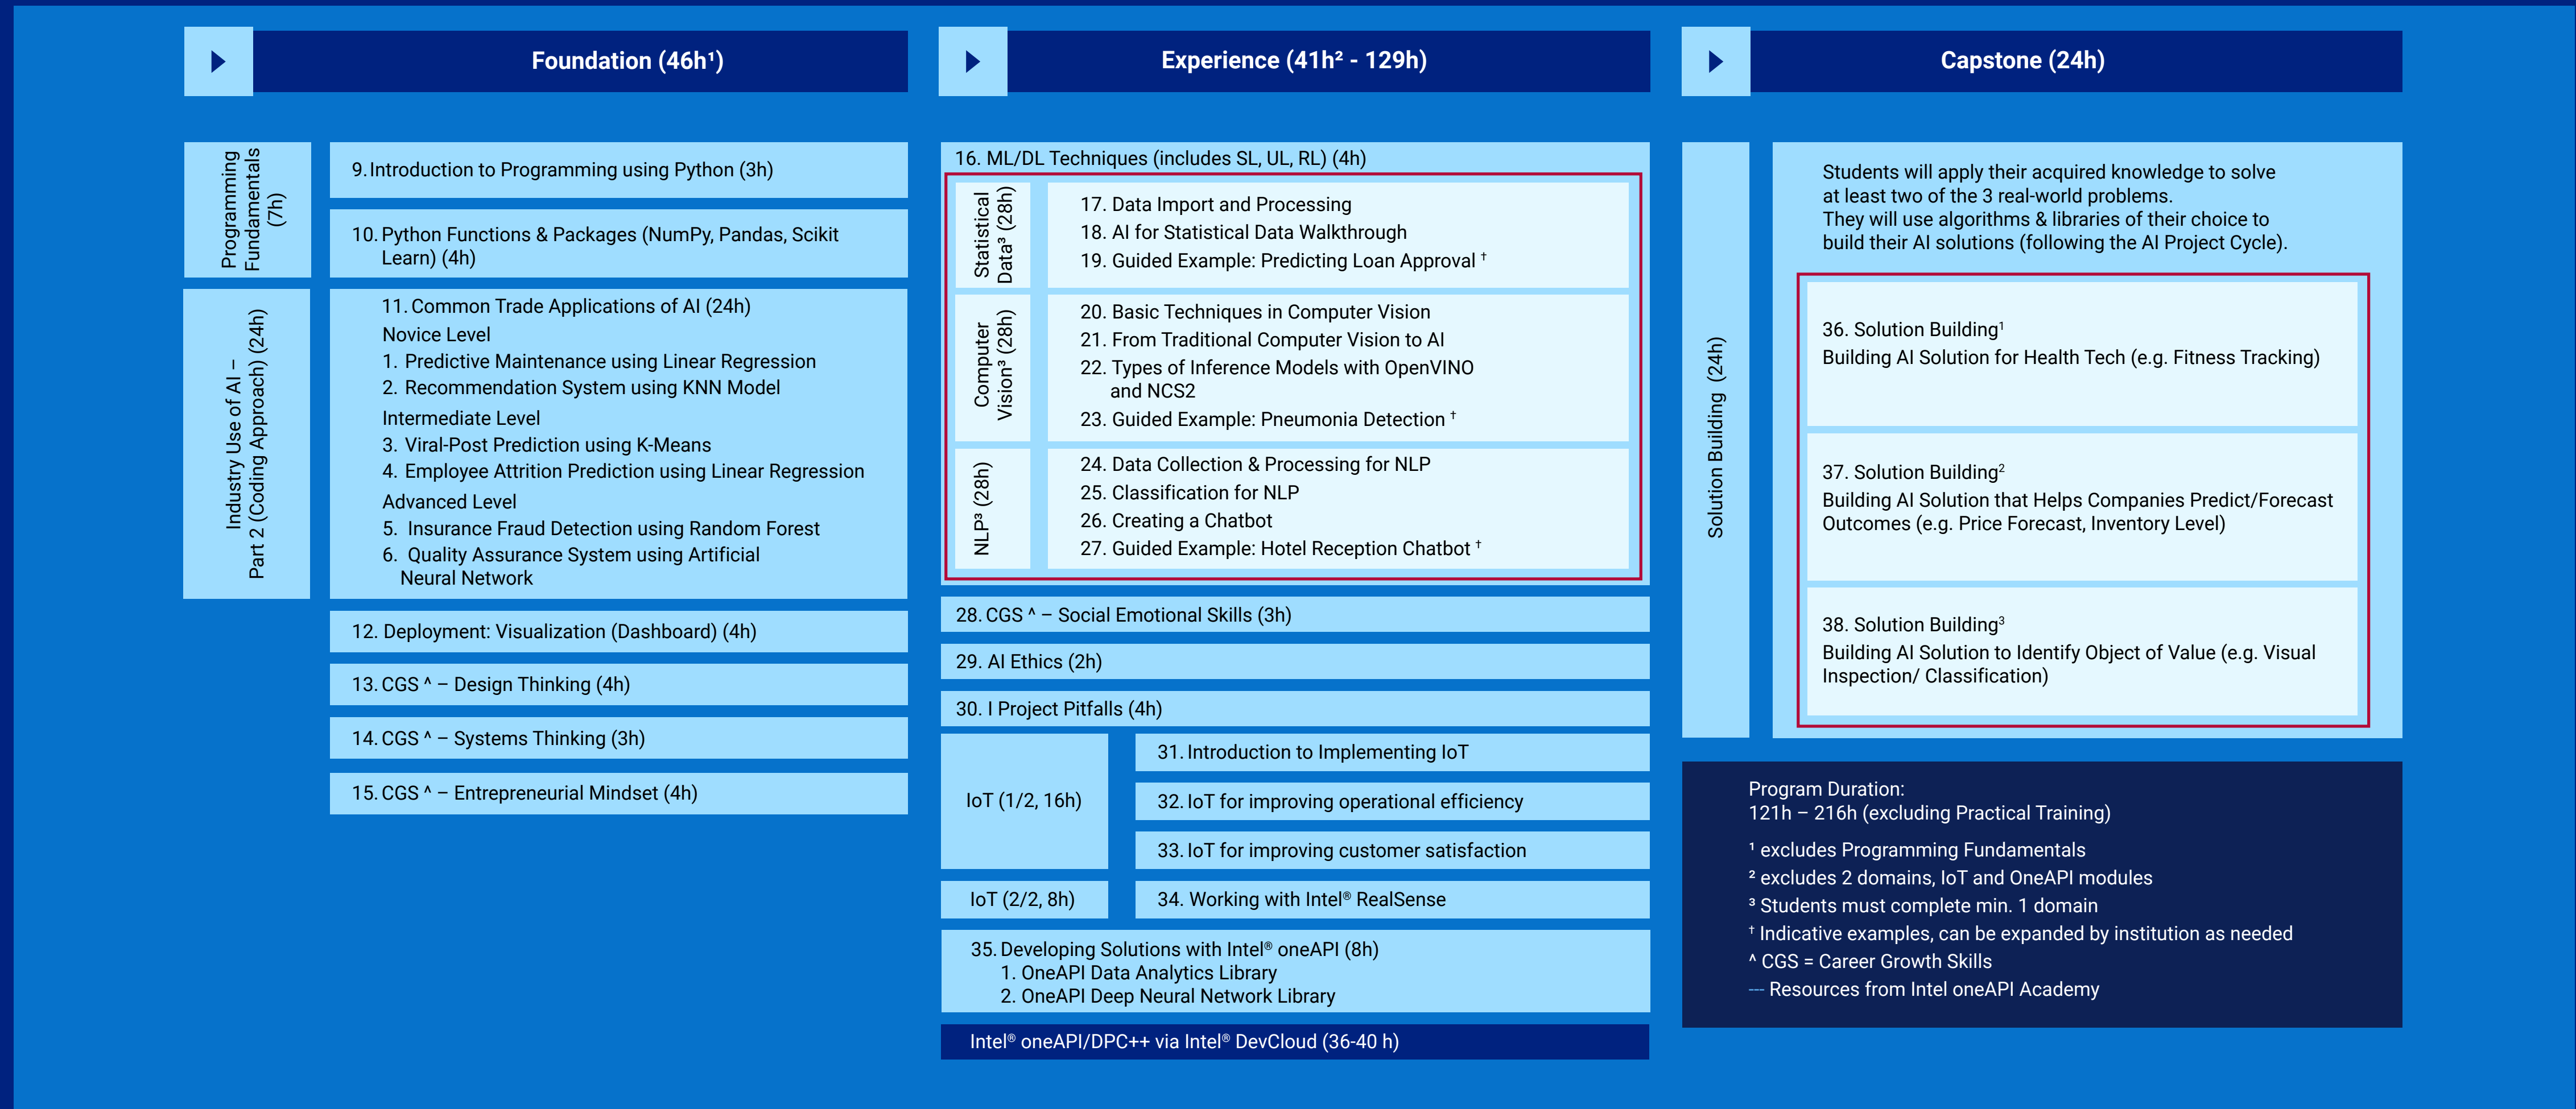 Foundation (46h¹)
Programming
Fundamentals
(7h)
9. Introduction to Programming using Python (3h)
10. Python Functions & Packages (NumPy, Pandas, Scikit
Learn) (4h)
Industry Use of AI –
Part 2 (Coding Approach) (24h)
11. Common Trade Applications of AI (24h)
Novice Level
1. Predictive Maintenance using Linear Regression
2. Recommendation System using KNN Model
Intermediate Level
3. Viral-Post Prediction using K-Means
4. Employee Attrition Prediction using Linear Regression
Advanced Level
5. Insurance Fraud Detection using Random Forest
6. Quality Assurance System using Artificial
Neural Network
12. Deployment: Visualization (Dashboard) (4h)
13. CGS ^ – Design Thinking (4h)
14. CGS ^ – Systems Thinking (3h)
15. CGS ^ – Entrepreneurial Mindset (4h)
Experience (41h² - 129h)
16. ML/DL Techniques (includes SL, UL, RL) (4h)
Statistical
Data³ (28h)
17. Data Import and Processing
18. AI for Statistical Data Walkthrough
19. Guided Example: Predicting Loan Approval †
Computer
Vision³ (28h)
20. Basic Techniques in Computer Vision
21. From Traditional Computer Vision to AI
22. Types of Inference Models with OpenVINO
and NCS2
23. Guided Example: Pneumonia Detection †
NLP³ (28h)
24. Data Collection & Processing for NLP
25. Classification for NLP
26. Creating a Chatbot
27. Guided Example: Hotel Reception Chatbot †
28. CGS ^ – Social Emotional Skills (3h)
29. AI Ethics (2h)
30. I Project Pitfalls (4h)
IoT (1/2, 16h)
31. Introduction to Implementing IoT
32. IoT for improving operational efficiency
33. IoT for improving customer satisfaction
IoT (2/2, 8h)
34. Working with Intel® RealSense
35. Developing Solutions with Intel® oneAPI (8h)
1. OneAPI Data Analytics Library
2. OneAPI Deep Neural Network Library
Intel® oneAPI/DPC++ via Intel® DevCloud (36-40 h)
Capstone (24h)
Solution Building (24h)
Students will apply their acquired knowledge to solve
at least two of the 3 real-world problems.
They will use algorithms & libraries of their choice to
build their AI solutions (following the AI Project Cycle).
36. Solution Building¹
Building AI Solution for Health Tech (e.g. Fitness Tracking)
37. Solution Building²
Building AI Solution that Helps Companies Predict/Forecast
Outcomes (e.g. Price Forecast, Inventory Level)
38. Solution Building³
Building AI Solution to Identify Object of Value (e.g. Visual
Inspection/ Classification)
Program Duration:
121h – 216h (excluding Practical Training)
¹ excludes Programming Fundamentals
² excludes 2 domains, IoT and OneAPI modules
³ Students must complete min. 1 domain
† Indicative examples, can be expanded by institution as needed
^ CGS = Career Growth Skills
--- Resources from Intel oneAPI Academy